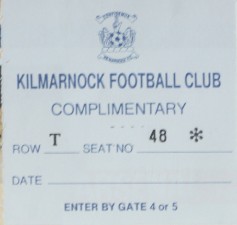 KILMARNOCK FOOTBALL CLUB
COMPLIMENTARY
ROW T SEAT NO 48 *
DATE
ENTER BY GATE 4 or 5